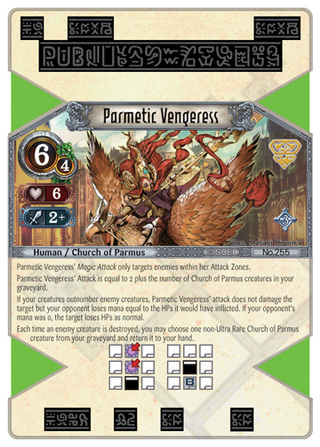 Parmetic Vengeress
6
4
6
2+
Human / Church of Parmus
No.255
Parmetic Vengeress' Magic Attack only targets enemies within her Attack Zones.
Parmetic Vengeress' Attack is equal to 2 plus the number of Church of Parmus creatures in your
graveyard.
If your creatures outnumber enemy creatures, Parmetic Vengeress' attack does not damage the
target but your opponent loses mana equal to the HPs it would have inflicted. If your opponent's
mana was 0, the target loses HPs as normal.
Each time an enemy creature is destroyed, you may choose one non-Ultra Rare Church of Parmus
creature from your graveyard and return it to your hand.
B